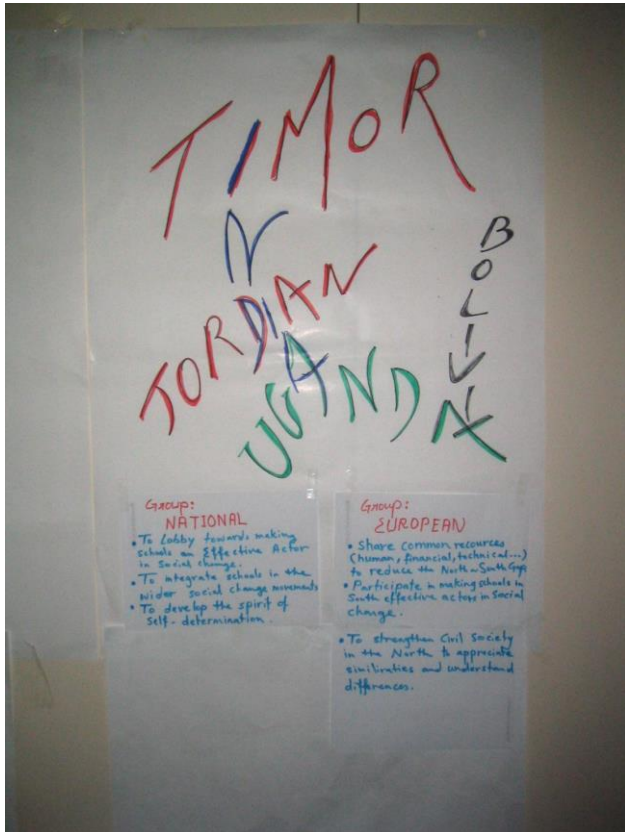 TIMOR
INDIA
JORDAN
UGANDA
BOLIVIA
Group:
NATIONAL
• To Lobby towards making
Schools an Effective Actor
in Social change.
• To integrate schools in the
wider social change movements
• To develop the spirit of
Self-determination.
Group:
EUROPEAN
• Share common recources
(human, financial, technical...)
to reduce the North ~ South Gaps
• Participate in making schools in
South effective actors in Social
change.
• To strengthen Civil Society
in the North to appreciate
and understand
differences.